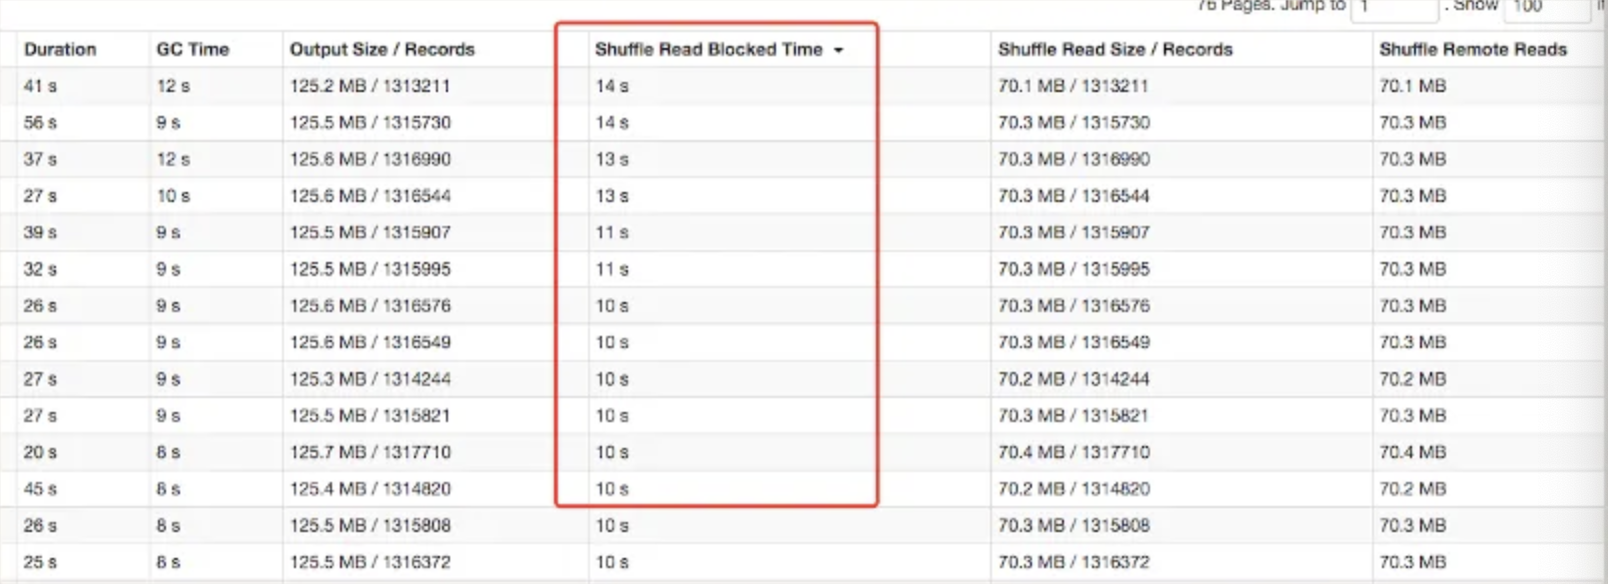 76 Pages. Jump to 1 . Show 100
Duration GC Time Output Size / Records Shuffle Read Blocked Time Shuffle Read Size / Records Shuffle Remote Reads
41 s 12 s 125.2 MB / 1313211 14 s 70.1 MB / 1313211 70.1 MB
56 s 9 s 125.5 MB / 1315730 14 s 70.3 MB / 1315730 70.3 MB
37 s 12 s 125.6 MB / 1316990 13 s 70.3 MB / 1316990 70.3 MB
27 s 10 s 125.6 MB / 1316544 13 s 70.3 MB / 1316544 70.3 MB
39 s 9 s 125.5 MB / 1315907 11 s 70.3 MB / 1315907 70.3 MB
32 s 9 s 125.5 MB / 1315995 11 s 70.3 MB / 1315995 70.3 MB
26 s 9 s 125.6 MB / 1316576 10 s 70.3 MB / 1316576 70.3 MB
26 s 9 s 125.6 MB / 1316549 10 s 70.3 MB / 1316549 70.3 MB
27 s 9 s 125.3 MB / 1314244 10 s 70.2 MB / 1314244 70.2 MB
27 s 9 s 125.5 MB / 1315821 10 s 70.3 MB / 1315821 70.3 MB
20 s 8 s 125.7 MB / 1317710 10 s 70.4 MB / 1317710 70.4 MB
45 s 8 s 125.4 MB / 1314820 10 s 70.2 MB / 1314820 70.2 MB
26 s 8 s 125.5 MB / 1315808 10 s 70.3 MB / 1315808 70.3 MB
25 s 8 s 125.5 MB / 1316372 10 s 70.3 MB / 1316372 70.3 MB